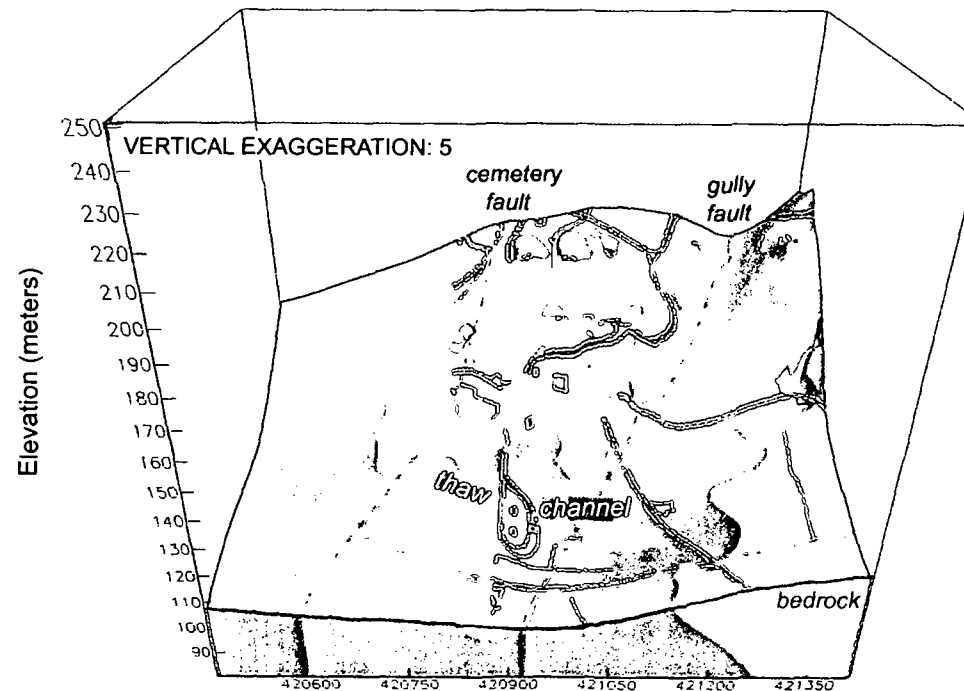 250
VERTICAL EXAGGERATION: 5
240
230
220
210
200
190
180
170
160
150
140
130
120
110
100
90
Elevation (meters)
cemetery
fault
gully
fault
thaw
channel
bedrock
420600
420750
420900
421050
421200
421350